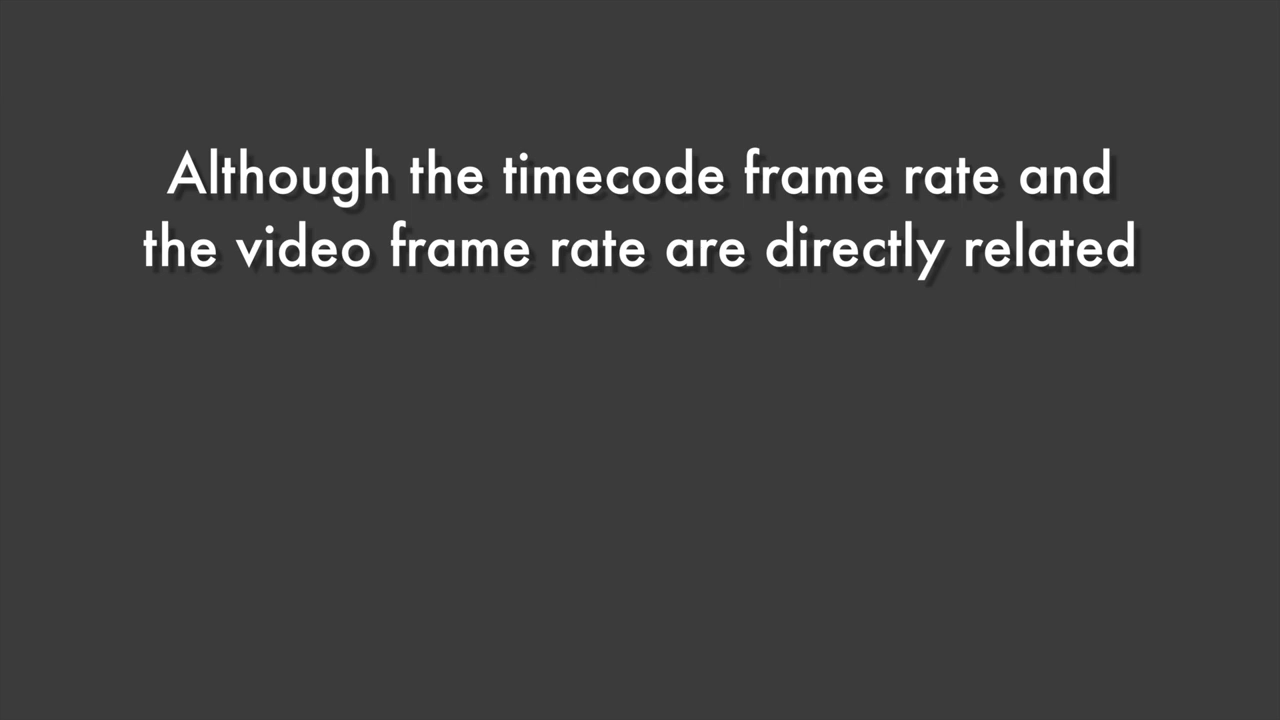 Although the timecode frame rate and
the video frame rate are directly related